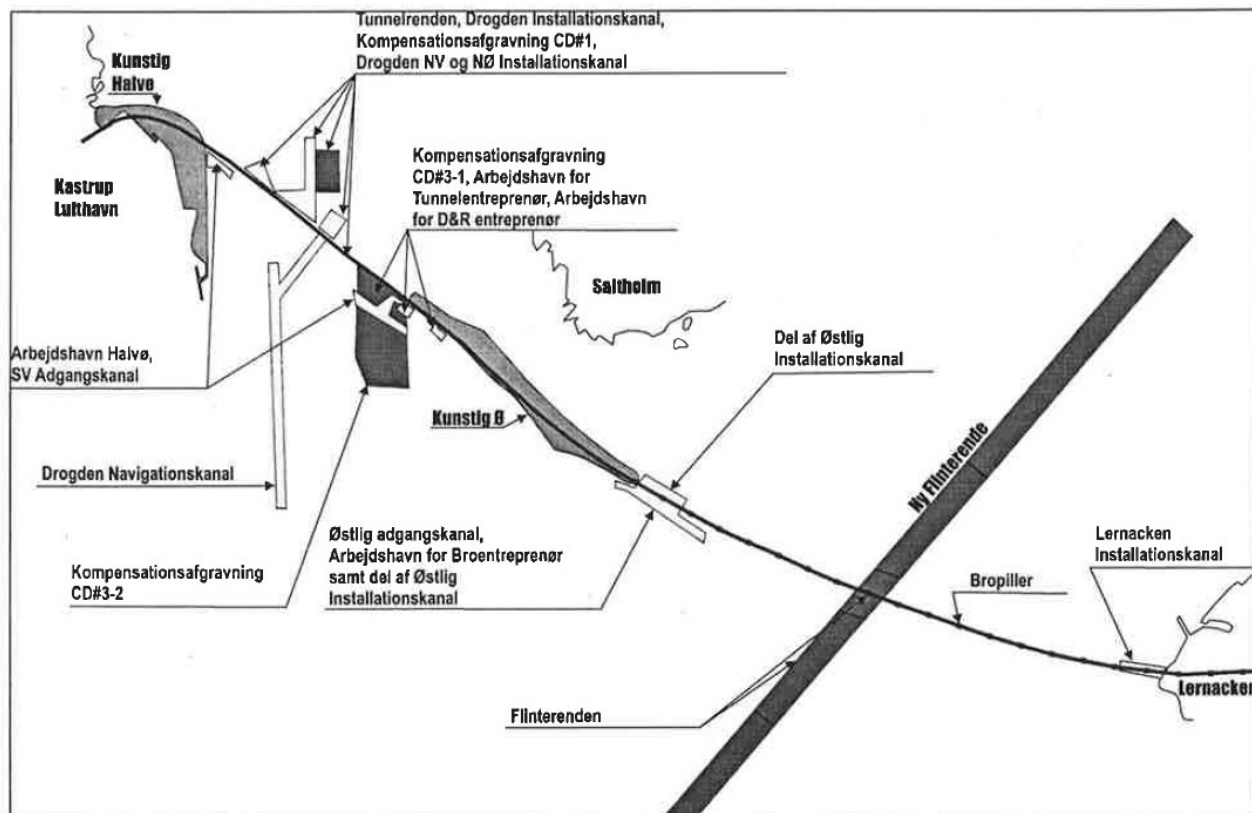 Tunnelrenden, Drogden Installationskanal,
Kompensationsafgravning CD#1,
Drogden NV og NØ Installationskanal
Kunstig
Halvø
Kastrup
Lufthavn
Kompensationsafgravning
CD#3-1, Arbejdshavn for
Tunnelentreprenør, Arbejdshavn
for D&R entreprenør
Saltholm
Arbejdshavn Halvø,
SV Adgangskanal
Del af Østlig
Installationskanal
Kunstig Ø
Ny Flinterende
Drogden Navigationskanal
Østlig adgangskanal,
Arbejdshavn for Broentreprenør
samt del af Østlig
Installationskanal
Kompensationsafgravning
CD#3-2
Lernacken
Installationskanal
Bropiller
Lernacken
Flinterenden